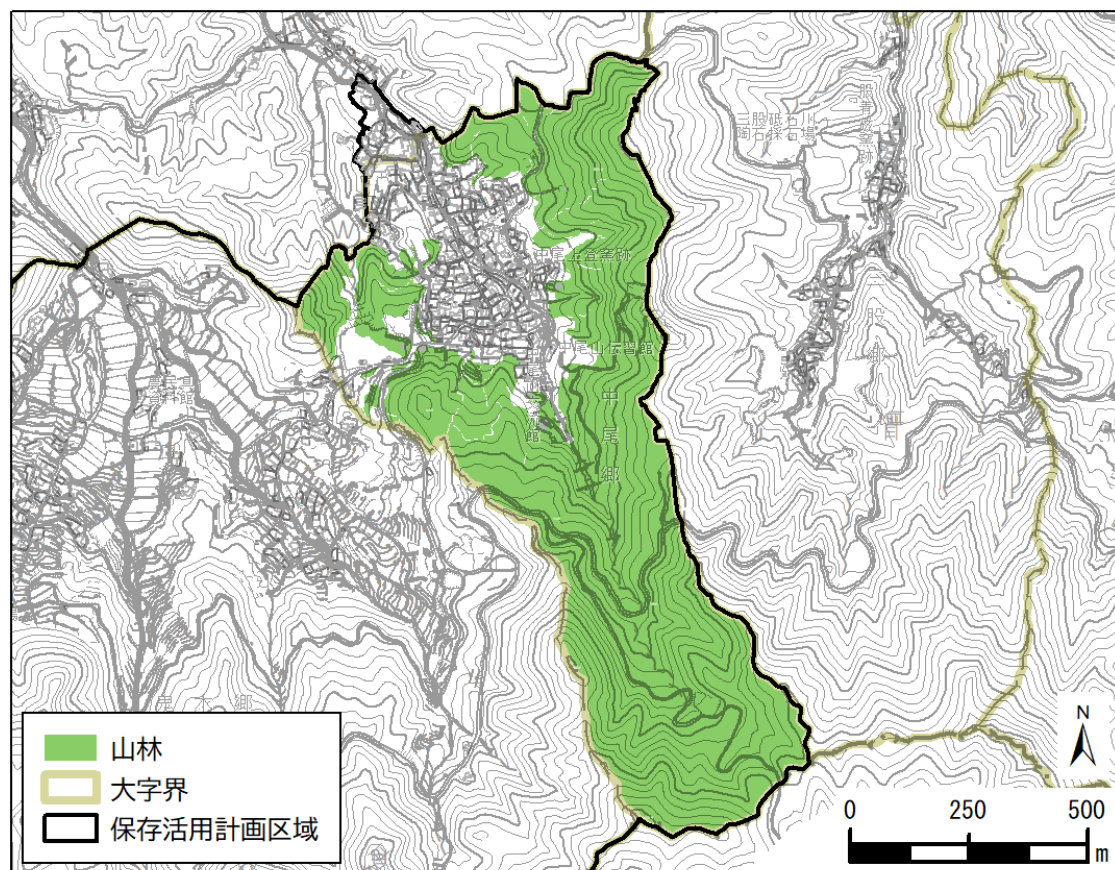 三股砥石川
陶石採石場
中尾上登窯跡
中尾山伝習館
中尾郷
股郷
山林
大字界
保存活用計画区域
N
0 250 500
m